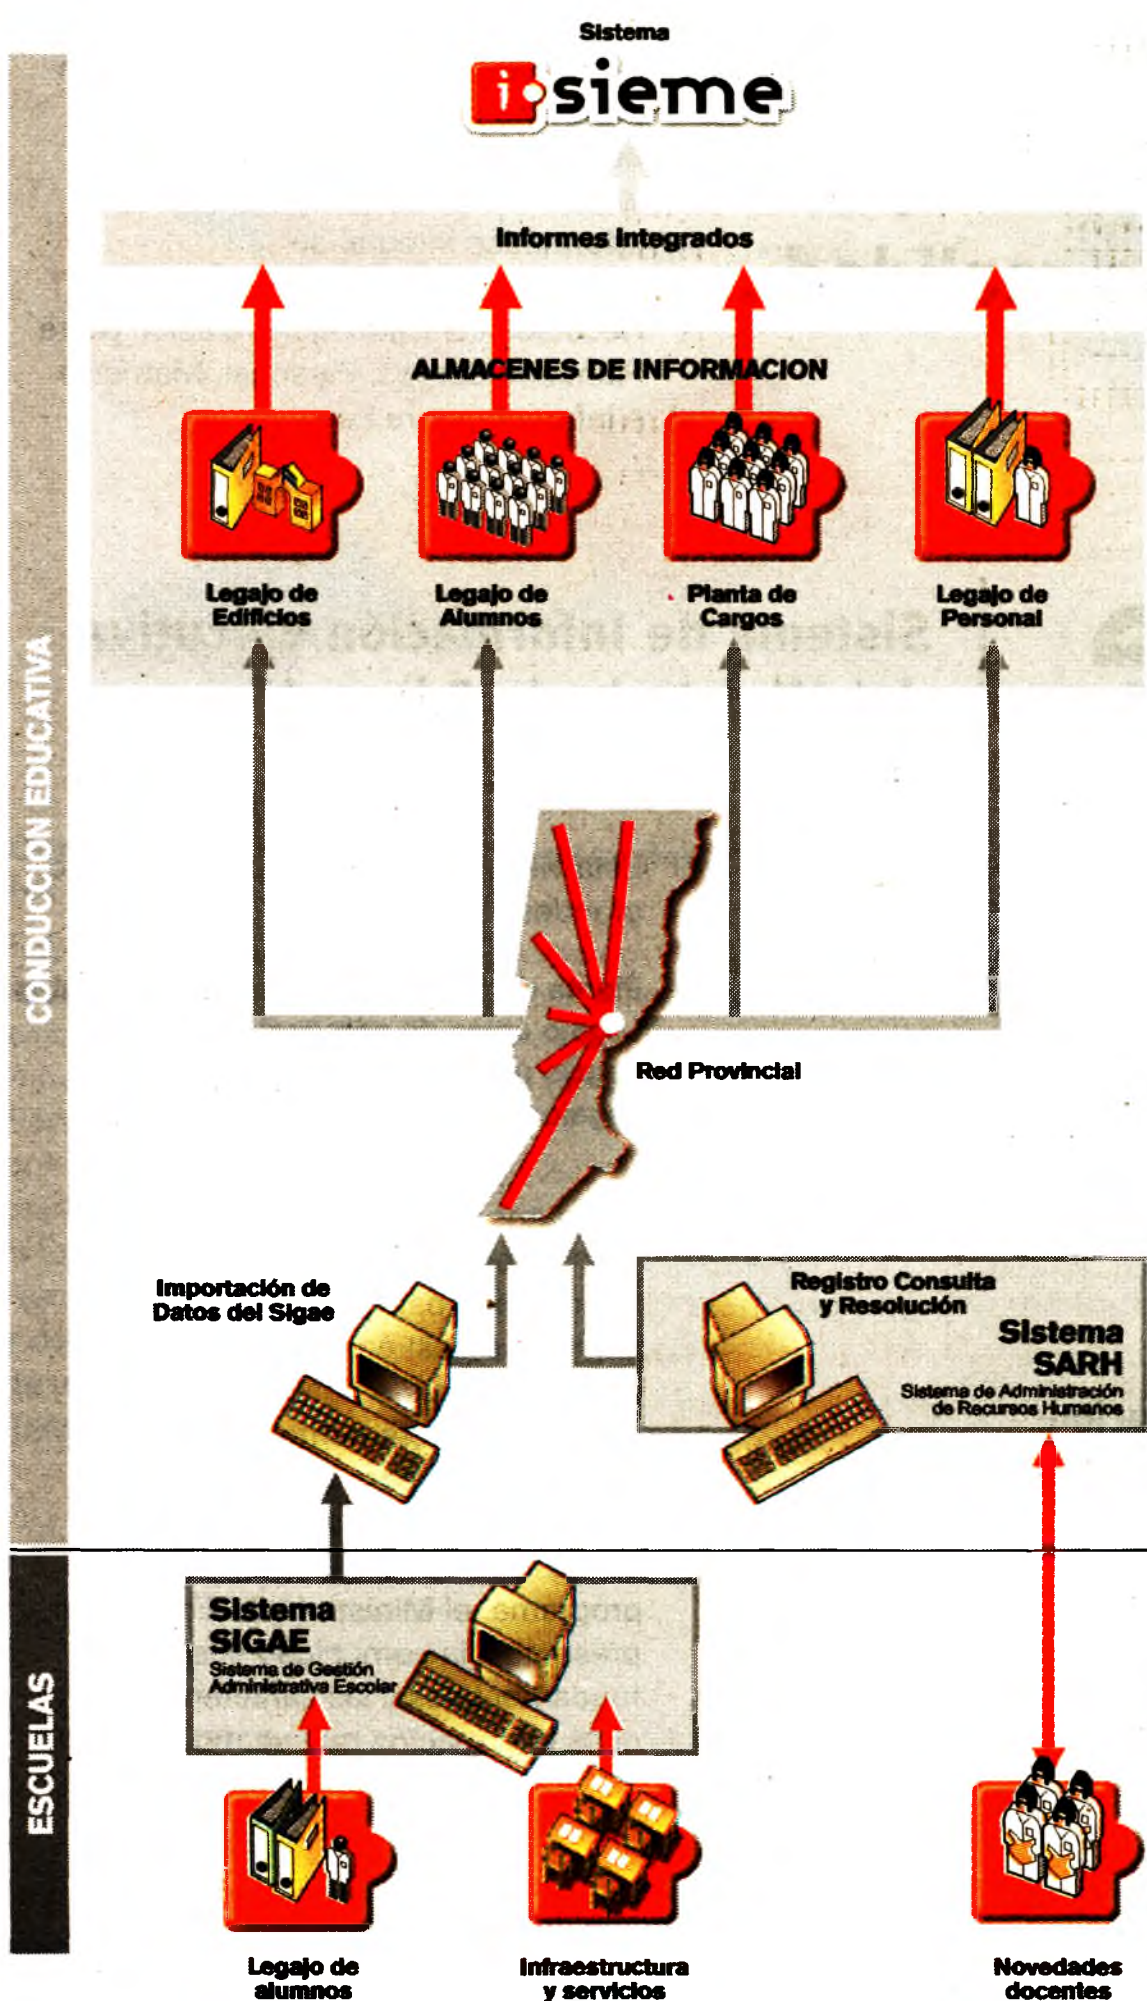 Sistema
i·sieme
Informes Integrados
ALMACENES DE INFORMACION
Legajo de
Edificios
Legajo de
Alumnos
Planta de
Cargos
Legajo de
Personal
CONDUCCION EDUCATIVA
Red Provincial
Importación de
Datos del Sigae
Registro Consulta
y Resolución
Sistema
SARH
Sistema de Administración
de Recursos Humanos
ESCUELAS
Sistema
SIGAE
Sistema de Gestión
Administrativa Escolar
Legajo de
alumnos
Infraestructura
y servicios
Novedades
docentes